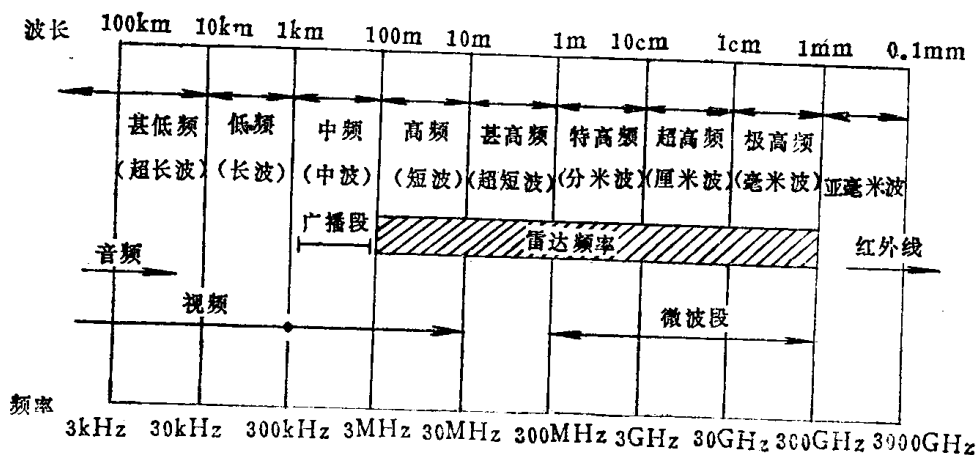 波长 100km 10km 1km 100m 10m 1m 10cm 1cm 1mm 0.1mm
甚低频 低频 中频 高频 甚高频 特高频 超高频 极高频
(超长波) (长波) (中波) (短波) (超短波) (分米波) (厘米波) (毫米波) 亚毫米波
广播段 雷达频率
音频 红外线
视频 微波段
频率
3kHz 30kHz 300kHz 3MHz 30MHz 300MHz 3GHz 30GHz 300GHz 3000GHz